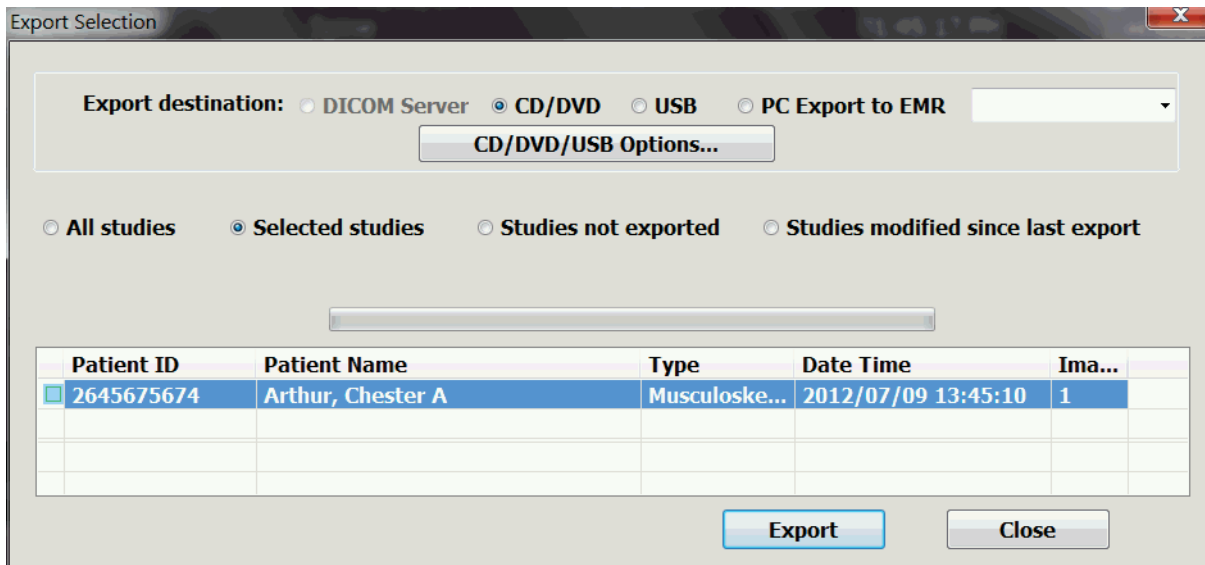 Export Selection
X
Export destination: DICOM Server CD/DVD USB PC Export to EMR
CD/DVD/USB Options...
All studies Selected studies Studies not exported Studies modified since last export
Patient ID Patient Name Type Date Time Ima...
2645675674 Arthur, Chester A Musculoske... 2012/07/09 13:45:10 1
Export Close